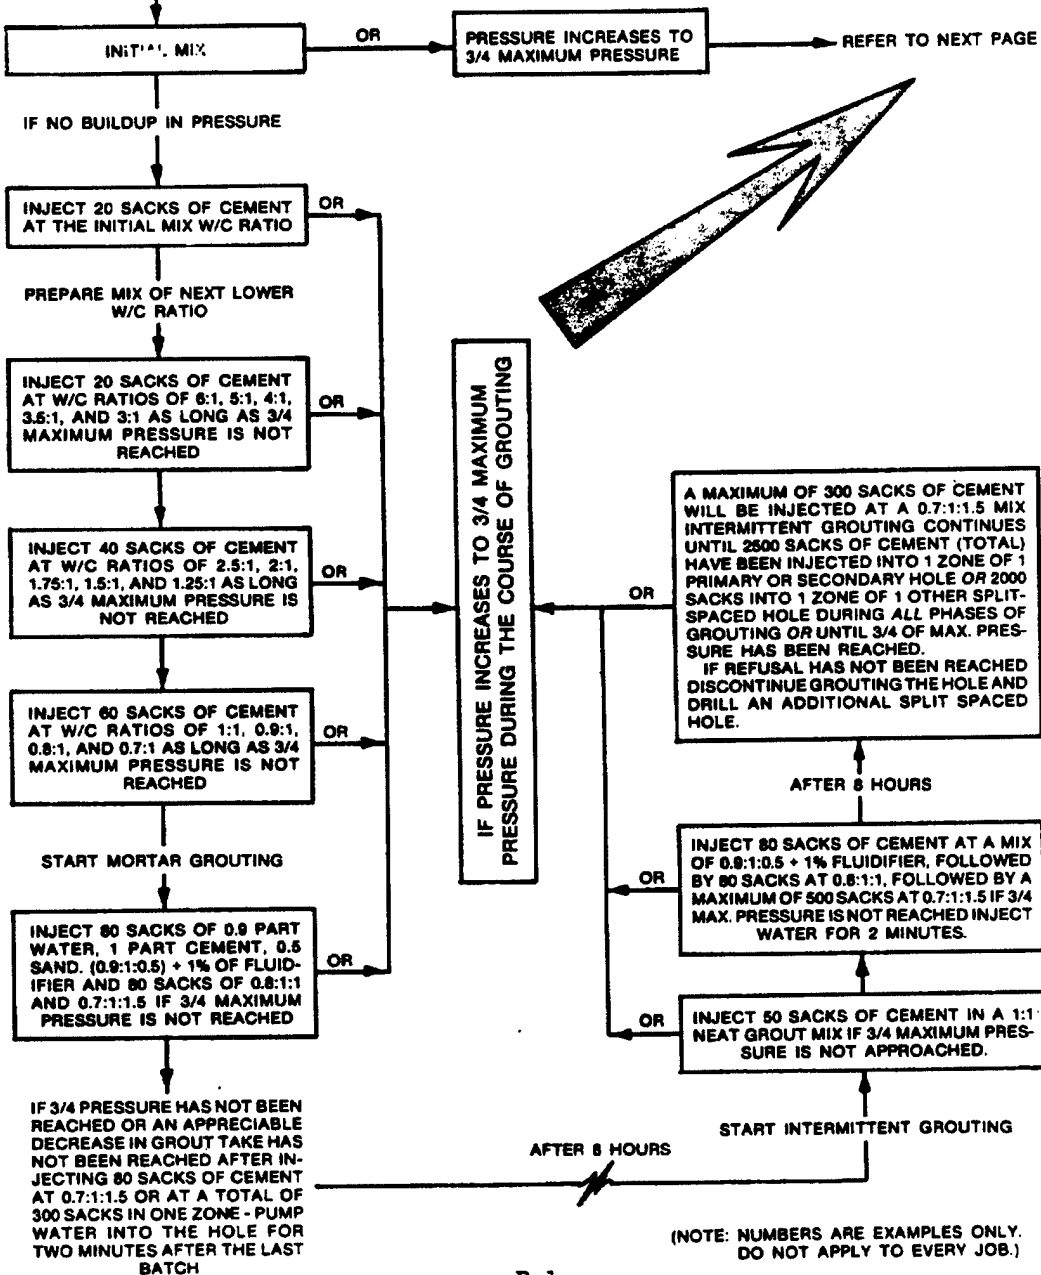 INITIAL MIX
OR
PRESSURE INCREASES TO
3/4 MAXIMUM PRESSURE
REFER TO NEXT PAGE
IF NO BUILDUP IN PRESSURE
INJECT 20 SACKS OF CEMENT
AT THE INITIAL MIX W/C RATIO
OR
PREPARE MIX OF NEXT LOWER
W/C RATIO
INJECT 20 SACKS OF CEMENT
AT W/C RATIOS OF 6:1, 5:1, 4:1,
3.5:1, AND 3:1 AS LONG AS 3/4
MAXIMUM PRESSURE IS NOT
REACHED
OR
INJECT 40 SACKS OF CEMENT
AT W/C RATIOS OF 2.5:1, 2:1,
1.75:1, 1.5:1, AND 1.25:1 AS LONG
AS 3/4 MAXIMUM PRESSURE IS
NOT REACHED
OR
INJECT 60 SACKS OF CEMENT
AT W/C RATIOS OF 1:1, 0.9:1,
0.8:1, AND 0.7:1 AS LONG AS 3/4
MAXIMUM PRESSURE IS NOT
REACHED
OR
START MORTAR GROUTING
INJECT 80 SACKS OF 0.9 PART
WATER, 1 PART CEMENT, 0.5
SAND. (0.9:1:0.5) + 1% OF FLUID-
IFIER AND 80 SACKS OF 0.8:1:1
AND 0.7:1:1.5 IF 3/4 MAXIMUM
PRESSURE IS NOT REACHED
OR
IF 3/4 PRESSURE HAS NOT BEEN
REACHED OR AN APPRECIABLE
DECREASE IN GROUT TAKE HAS
NOT BEEN REACHED AFTER IN-
JECTING 80 SACKS OF CEMENT
AT 0.7:1:1.5 OR AT A TOTAL OF
300 SACKS IN ONE ZONE - PUMP
WATER INTO THE HOLE FOR
TWO MINUTES AFTER THE LAST
BATCH
IF PRESSURE INCREASES TO 3/4 MAXIMUM
PRESSURE DURING THE COURSE OF GROUTING
A MAXIMUM OF 300 SACKS OF CEMENT
WILL BE INJECTED AT A 0.7:1:1.5 MIX
INTERMITTENT GROUTING CONTINUES
UNTIL 2500 SACKS OF CEMENT (TOTAL)
HAVE BEEN INJECTED INTO 1 ZONE OF 1
PRIMARY OR SECONDARY HOLE OR 2000
SACKS INTO 1 ZONE OF 1 OTHER SPLIT-
SPACED HOLE DURING ALL PHASES OF
GROUTING OR UNTIL 3/4 OF MAX. PRES-
SURE HAS BEEN REACHED.
IF REFUSAL HAS NOT BEEN REACHED
DISCONTINUE GROUTING THE HOLE AND
DRILL AN ADDITIONAL SPLIT SPACED
HOLE.
OR
AFTER 8 HOURS
INJECT 80 SACKS OF CEMENT AT A MIX
OF 0.9:1:0.5 + 1% FLUIDIFIER, FOLLOWED
BY 80 SACKS AT 0.8:1:1, FOLLOWED BY A
MAXIMUM OF 500 SACKS AT 0.7:1:1.5 IF 3/4
MAX. PRESSURE IS NOT REACHED INJECT
WATER FOR 2 MINUTES.
OR
INJECT 50 SACKS OF CEMENT IN A 1:1
NEAT GROUT MIX IF 3/4 MAXIMUM PRES-
SURE IS NOT APPROACHED.
OR
START INTERMITTENT GROUTING
AFTER 8 HOURS
(NOTE: NUMBERS ARE EXAMPLES ONLY.
DO NOT APPLY TO EVERY JOB.)